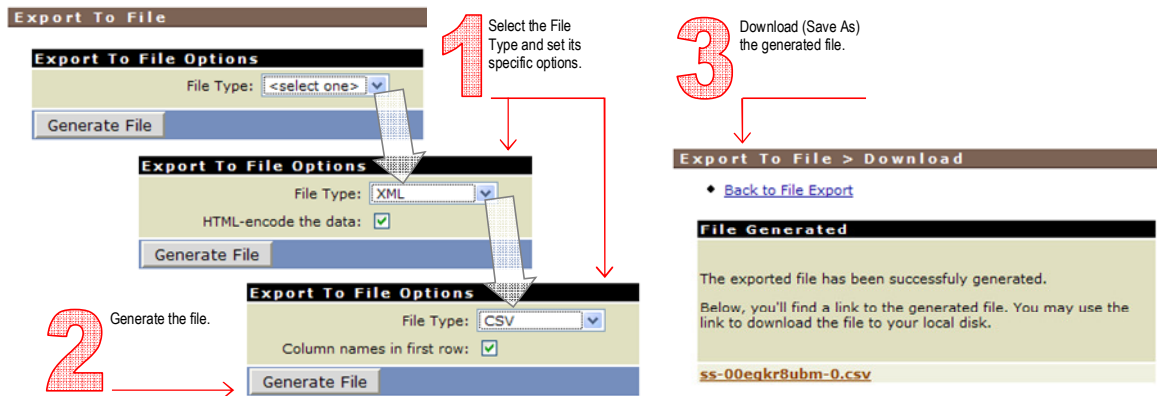 Export To File
Export To File Options
File Type: <select one>
Generate File
1
Select the File
Type and set its
specific options.
Export To File Options
File Type: XML
HTML-encode the data:
Generate File
Export To File Options
File Type: CSV
Column names in first row:
Generate File
2
Generate the file.
3
Download (Save As)
the generated file.
Export To File > Download
Back to File Export
File Generated
The exported file has been successfuly generated.
Below, you'll find a link to the generated file. You may use the
link to download the file to your local disk.
ss-00egkr8ubm-0.csv